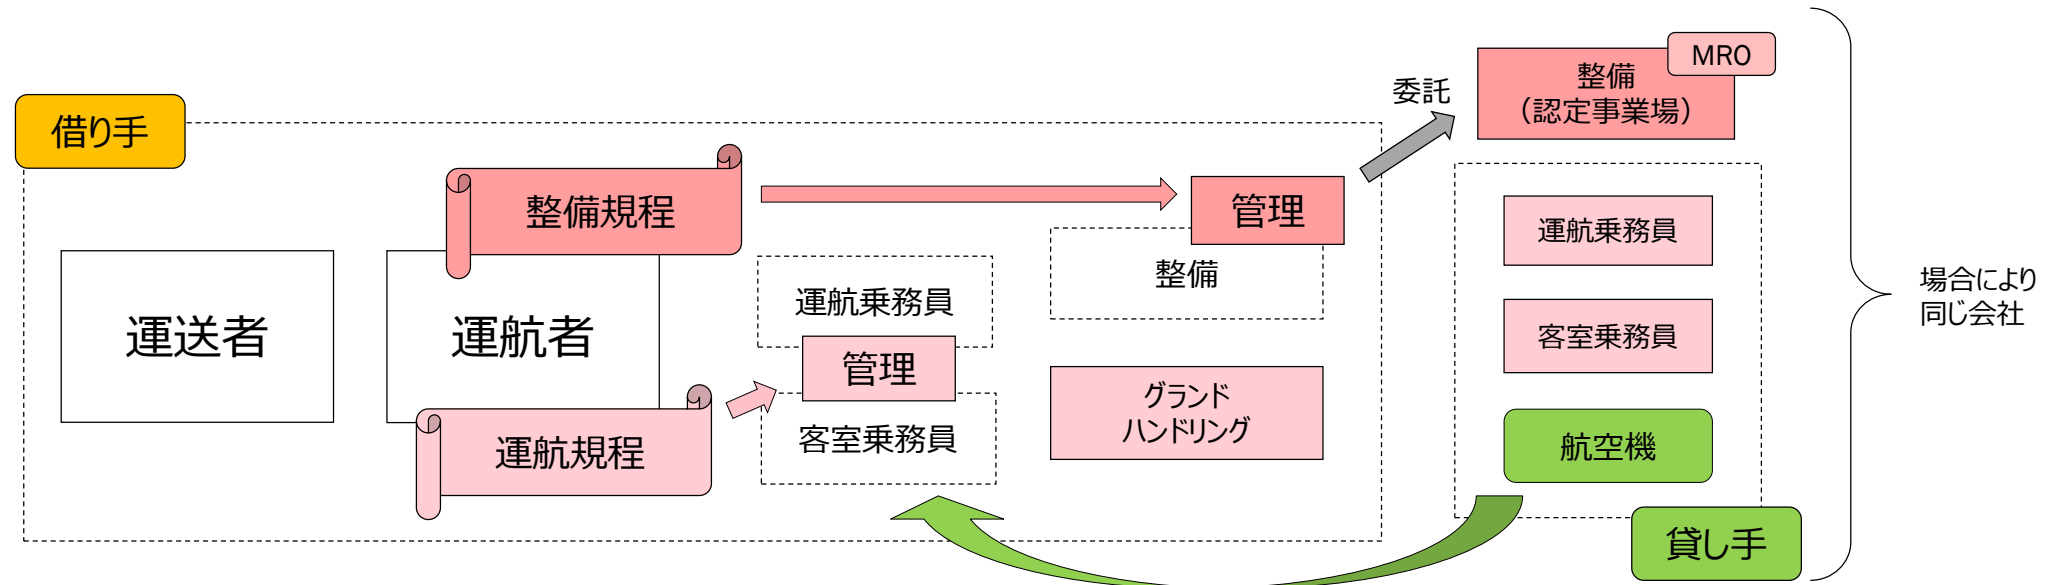 借り手
整備規程
運送者
運航者
運航規程
運航乗務員
管理
客室乗務員
管理
整備
グランド
ハンドリング
委託
MRO
整備
（認定事業場）
運航乗務員
客室乗務員
航空機
貸し手
場合により
同じ会社